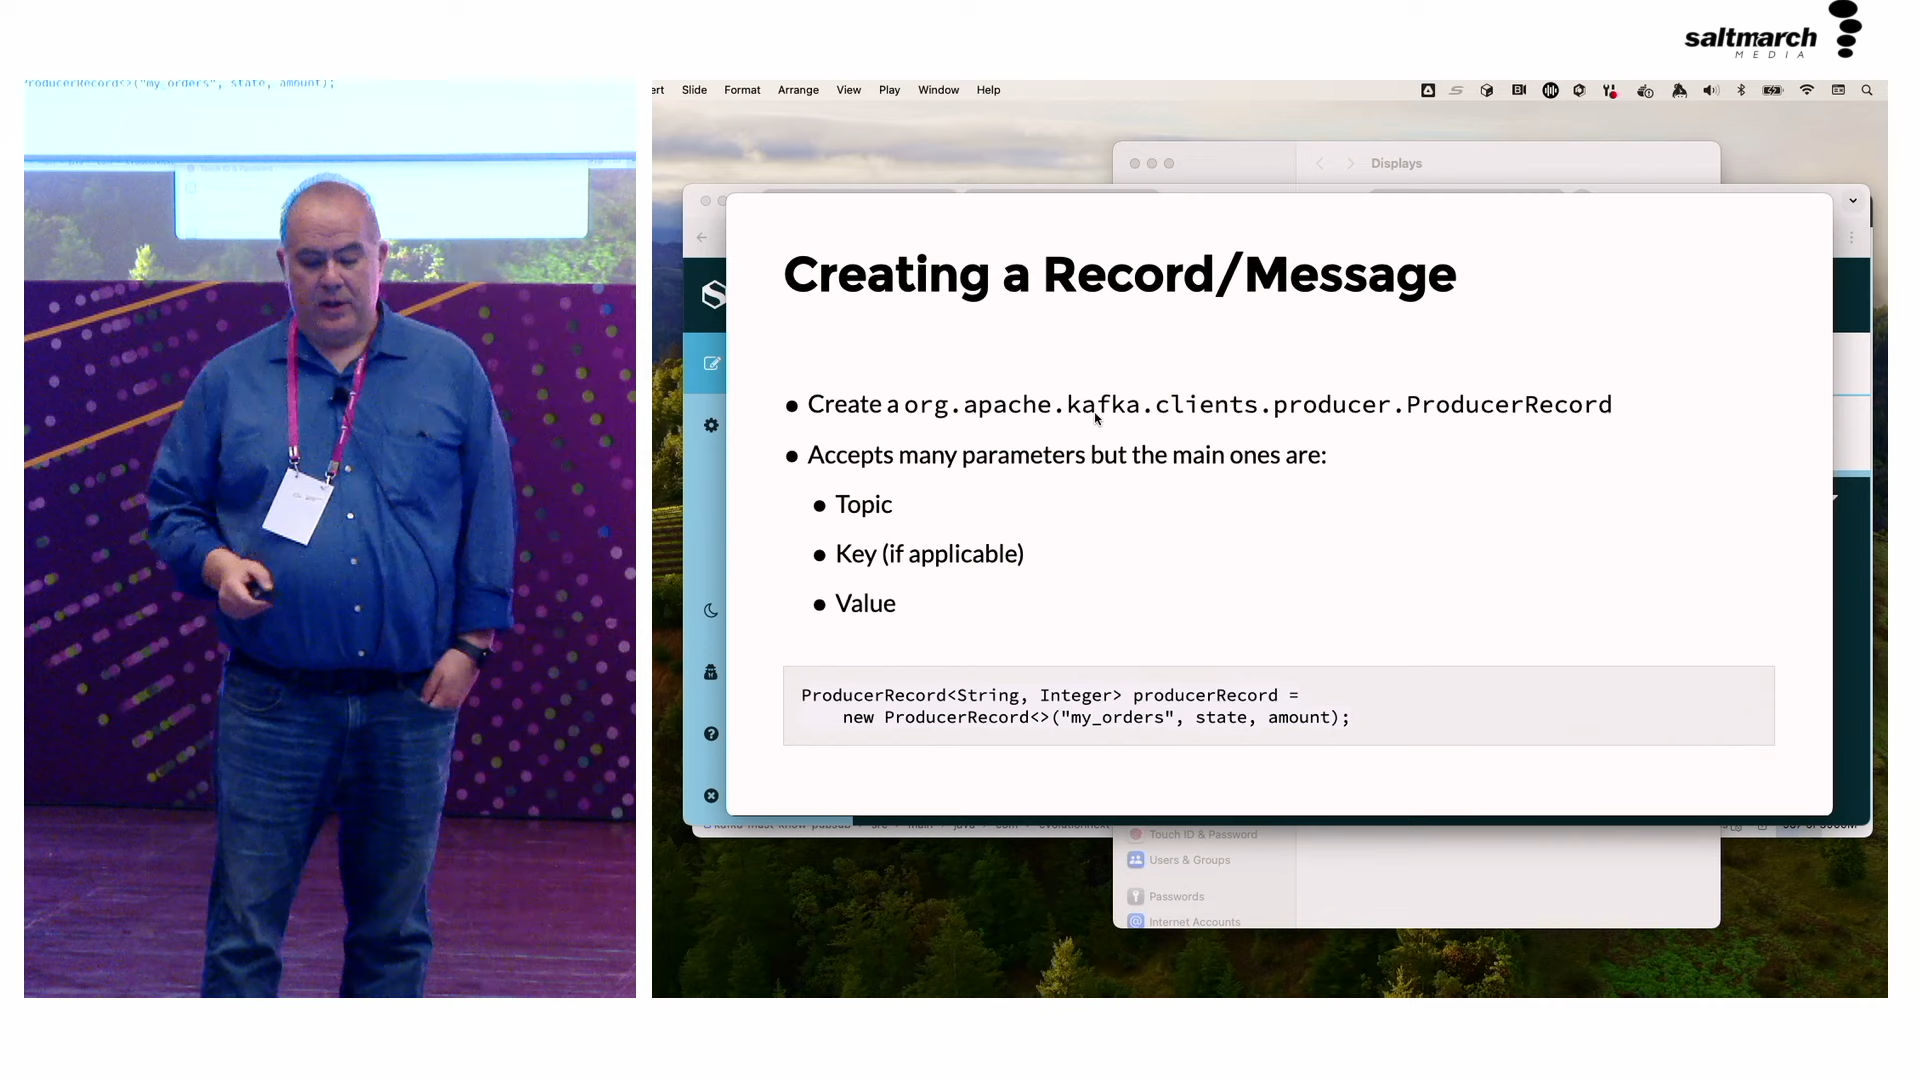 saltmarch
MEDIA
ProducerRecord<>("my_orders", state, amount);
Slide Format Arrange View Play Window Help
Displays
Creating a Record/Message
● Create a org.apache.kafka.clients.producer.ProducerRecord
● Accepts many parameters but the main ones are:
● Topic
● Key (if applicable)
● Value
ProducerRecord<String, Integer> producerRecord =
new ProducerRecord<>("my_orders", state, amount);
Touch ID & Password
Users & Groups
Passwords
Internet Accounts